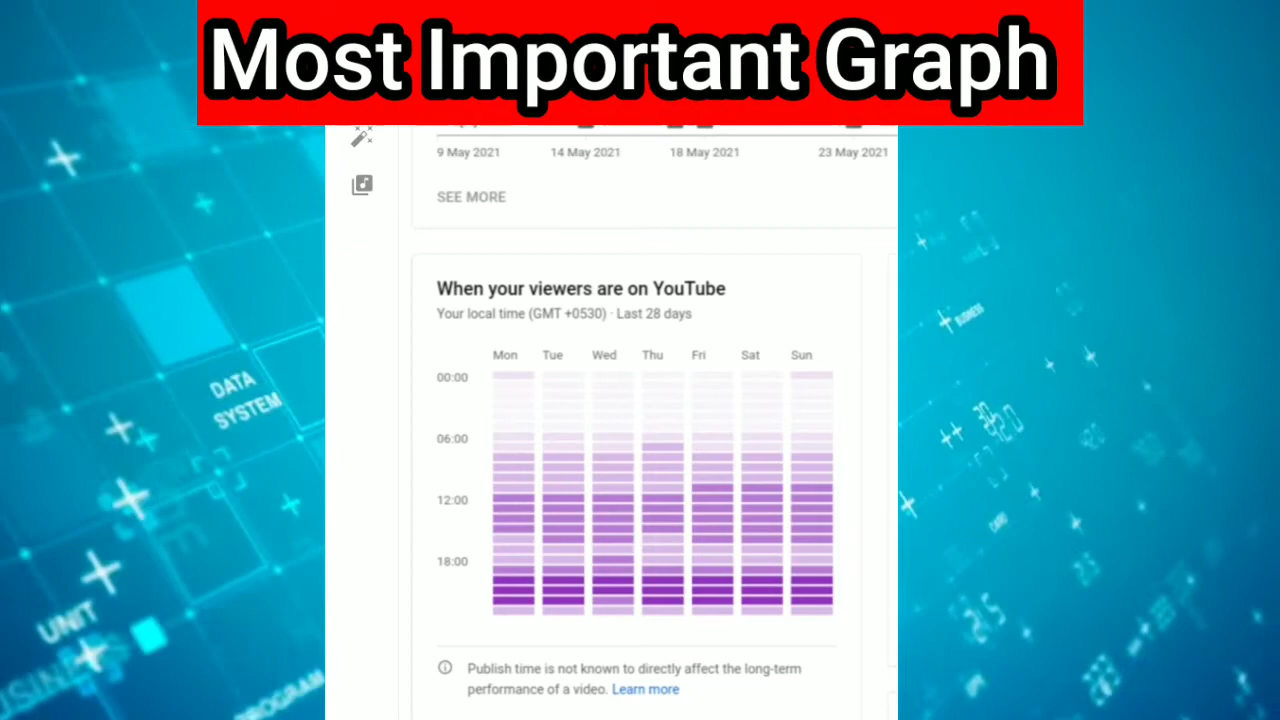 Most Important Graph
9 May 2021 14 May 2021 18 May 2021 23 May 2021
SEE MORE
When your viewers are on YouTube
Your local time (GMT +0530) · Last 28 days
Mon Tue Wed Thu Fri Sat Sun
00:00
06:00
12:00
18:00
Publish time is not known to directly affect the long-term
performance of a video. Learn more
DATA
SYSTEM
UNIT
BUSINESS
PROGRAM
BUSINESS